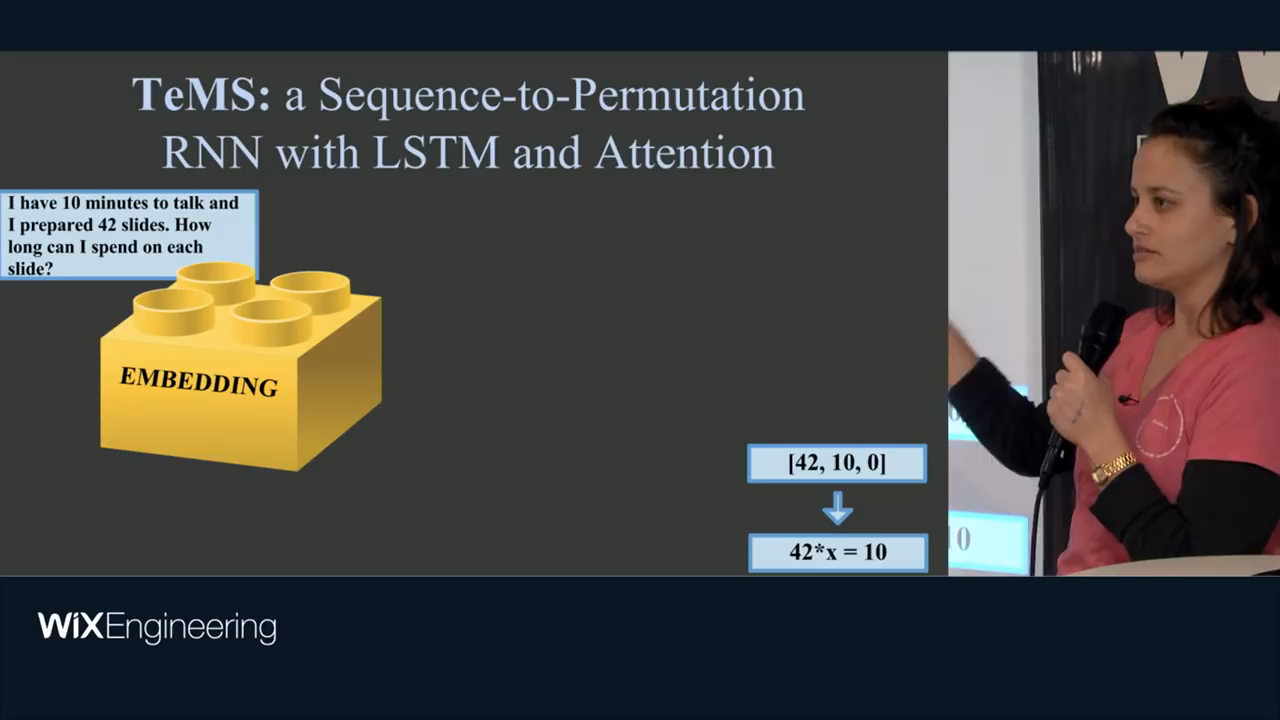 TeMS: a Sequence-to-Permutation
RNN with LSTM and Attention
I have 10 minutes to talk and
I prepared 42 slides. How
long can I spend on each
slide?
EMBEDDING
[42, 10, 0]
42*x = 10
10
WiXEngineering